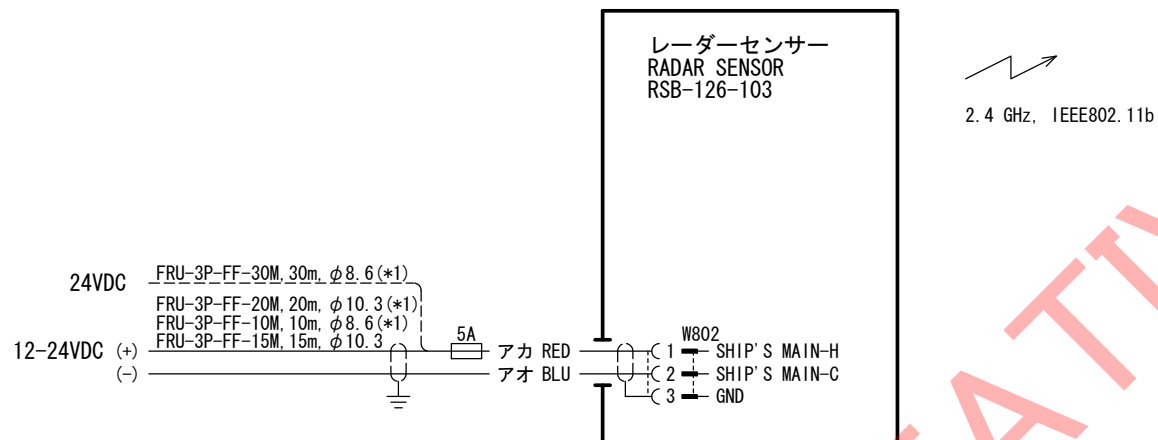 レーダーセンサー
RADAR SENSOR
RSB-126-103
2.4 GHz, IEEE802.11b
24VDC
FRU-3P-FF-30M, 30m, φ8.6(*1)
FRU-3P-FF-20M, 20m, φ10.3(*1)
FRU-3P-FF-10M, 10m, φ8.6(*1)
FRU-3P-FF-15M, 15m, φ10.3
12-24VDC (+)
(-)
5A
アカ RED
アオ BLU
W802
1 SHIP'S MAIN-H
2 SHIP'S MAIN-C
3 GND